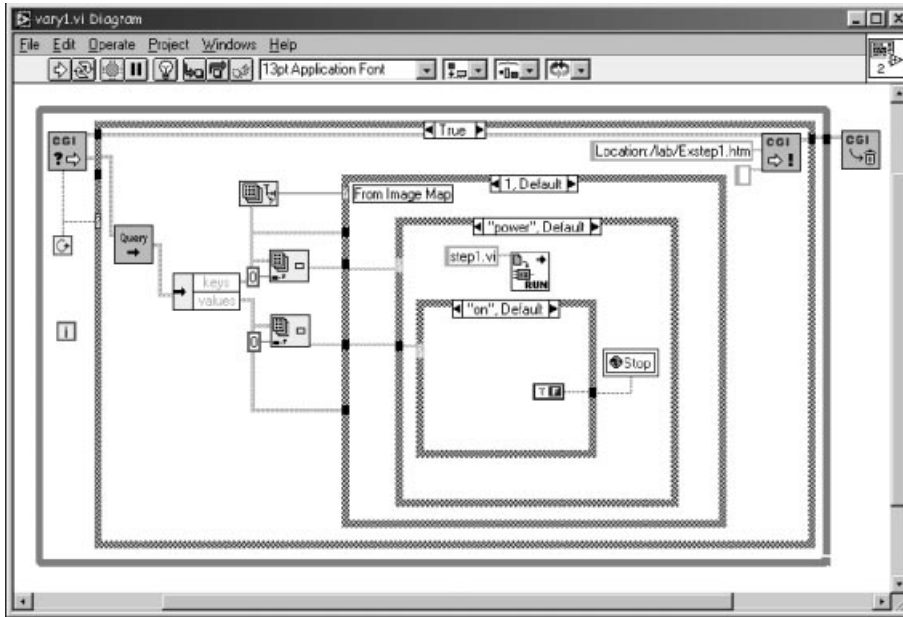 vary1.vi Diagram
File Edit Operate Project Windows Help
13pt Application Font
2
True
CGI
?
CGI
!
CGI
Location:/lab/Exstep1.htm
1, Default
From Image Map
"power", Default
Query
step1.vi
RUN
keys
values
0
0
"on", Default
i
Stop
T F